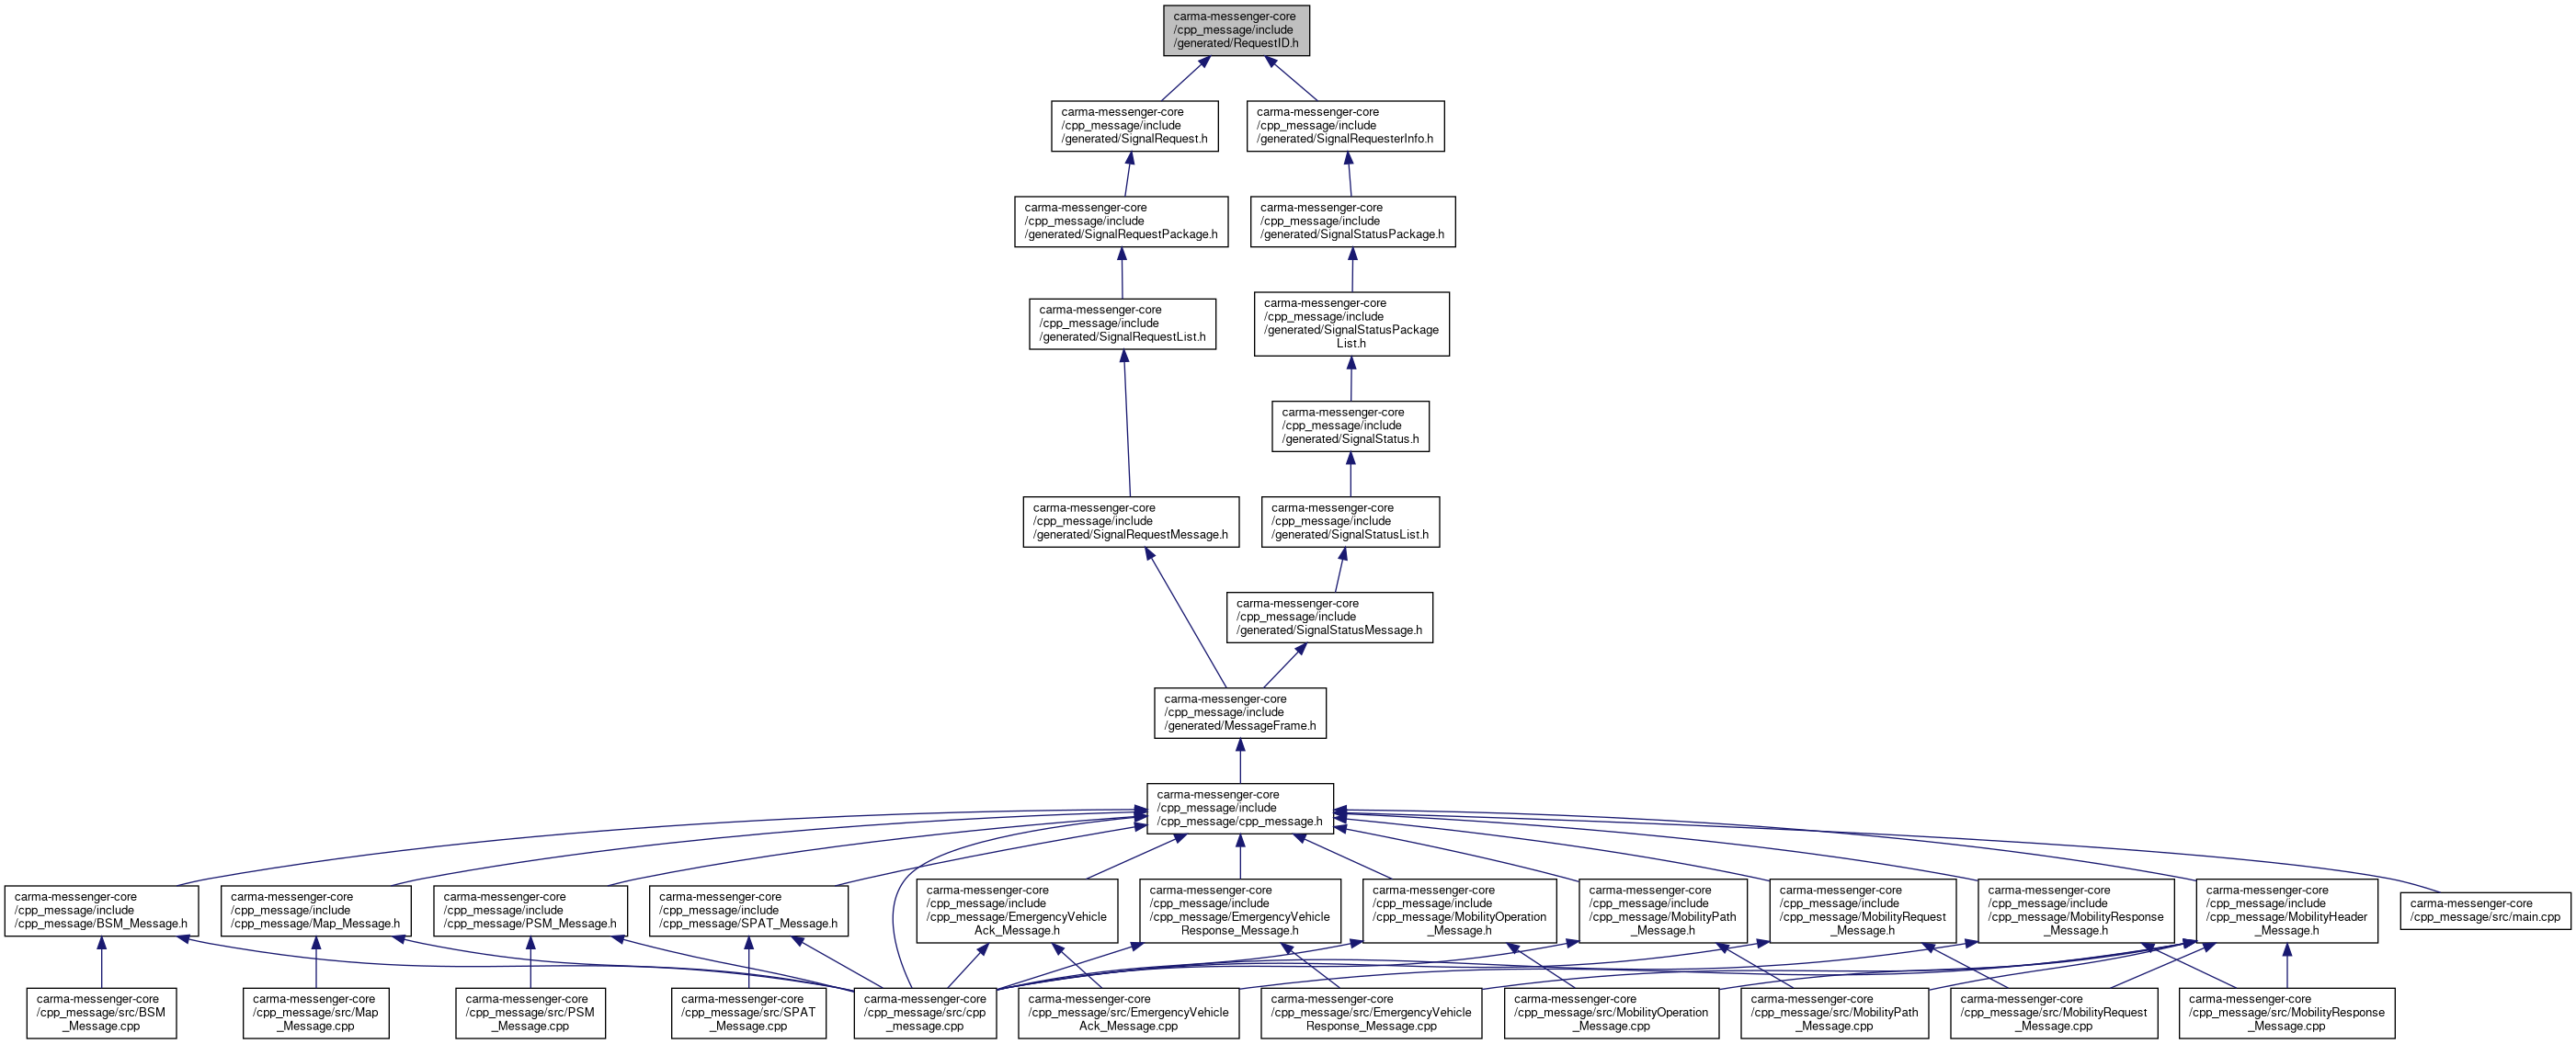 carma-messenger-core
/cpp_message/include
/generated/RequestID.h
carma-messenger-core
/cpp_message/include
/generated/SignalRequest.h
carma-messenger-core
/cpp_message/include
/generated/SignalRequesterInfo.h
carma-messenger-core
/cpp_message/include
/generated/SignalRequestPackage.h
carma-messenger-core
/cpp_message/include
/generated/SignalStatusPackage.h
carma-messenger-core
/cpp_message/include
/generated/SignalRequestList.h
carma-messenger-core
/cpp_message/include
/generated/SignalStatusPackage
List.h
carma-messenger-core
/cpp_message/include
/generated/SignalStatus.h
carma-messenger-core
/cpp_message/include
/generated/SignalRequestMessage.h
carma-messenger-core
/cpp_message/include
/generated/SignalStatusList.h
carma-messenger-core
/cpp_message/include
/generated/SignalStatusMessage.h
carma-messenger-core
/cpp_message/include
/generated/MessageFrame.h
carma-messenger-core
/cpp_message/include
/cpp_message/cpp_message.h
carma-messenger-core
/cpp_message/include
/cpp_message/BSM_Message.h
carma-messenger-core
/cpp_message/include
/cpp_message/Map_Message.h
carma-messenger-core
/cpp_message/include
/cpp_message/PSM_Message.h
carma-messenger-core
/cpp_message/include
/cpp_message/SPAT_Message.h
carma-messenger-core
/cpp_message/include
/cpp_message/EmergencyVehicle
Ack_Message.h
carma-messenger-core
/cpp_message/include
/cpp_message/EmergencyVehicle
Response_Message.h
carma-messenger-core
/cpp_message/include
/cpp_message/MobilityOperation
_Message.h
carma-messenger-core
/cpp_message/include
/cpp_message/MobilityPath
_Message.h
carma-messenger-core
/cpp_message/include
/cpp_message/MobilityRequest
_Message.h
carma-messenger-core
/cpp_message/include
/cpp_message/MobilityResponse
_Message.h
carma-messenger-core
/cpp_message/include
/cpp_message/MobilityHeader
_Message.h
carma-messenger-core
/cpp_message/src/main.cpp
carma-messenger-core
/cpp_message/src/BSM
_Message.cpp
carma-messenger-core
/cpp_message/src/Map
_Message.cpp
carma-messenger-core
/cpp_message/src/PSM
_Message.cpp
carma-messenger-core
/cpp_message/src/SPAT
_Message.cpp
carma-messenger-core
/cpp_message/src/cpp
_message.cpp
carma-messenger-core
/cpp_message/src/EmergencyVehicle
Ack_Message.cpp
carma-messenger-core
/cpp_message/src/EmergencyVehicle
Response_Message.cpp
carma-messenger-core
/cpp_message/src/MobilityOperation
_Message.cpp
carma-messenger-core
/cpp_message/src/MobilityPath
_Message.cpp
carma-messenger-core
/cpp_message/src/MobilityRequest
_Message.cpp
carma-messenger-core
/cpp_message/src/MobilityResponse
_Message.cpp